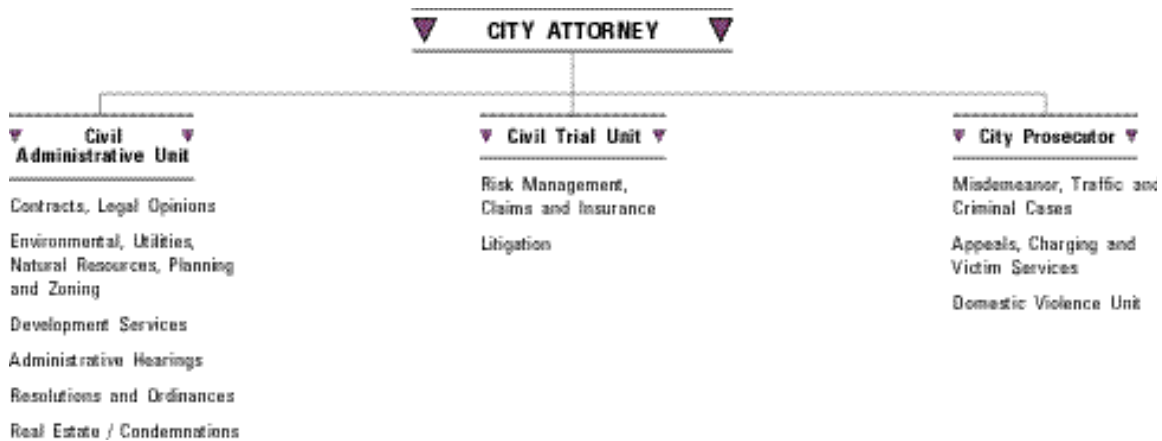 CITY ATTORNEY
Civil
Administrative Unit
Contracts, Legal Opinions
Environmental, Utilities,
Natural Resources, Planning
and Zoning
Development Services
Administrative Hearings
Resolutions and Ordinances
Real Estate / Condemnations
Civil Trial Unit
Risk Management,
Claims and Insurance
Litigation
City Prosecutor
Misdemeanor, Traffic and
Criminal Cases
Appeals, Charging and
Victim Services
Domestic Violence Unit